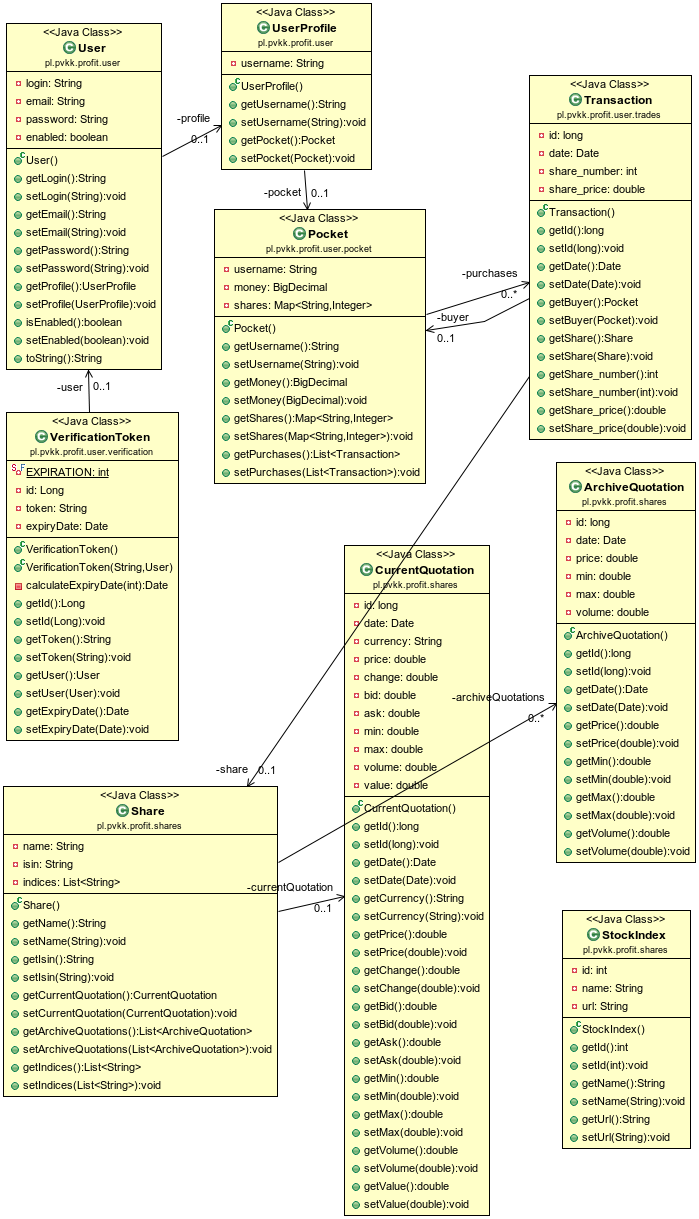 <<Java Class>>
User
pl.pvkk.profit.user
login: String
email: String
password: String
enabled: boolean
User()
getLogin():String
setLogin(String):void
getEmail():String
setEmail(String):void
getPassword():String
setPassword(String):void
getProfile():UserProfile
setProfile(UserProfile):void
isEnabled():boolean
setEnabled(boolean):void
toString():String
-profile
0..1
<<Java Class>>
UserProfile
pl.pvkk.profit.user
username: String
UserProfile()
getUsername():String
setUsername(String):void
getPocket():Pocket
setPocket(Pocket):void
-pocket
0..1
<<Java Class>>
Pocket
pl.pvkk.profit.user.pocket
username: String
money: BigDecimal
shares: Map<String,Integer>
Pocket()
getUsername():String
setUsername(String):void
getMoney():BigDecimal
setMoney(BigDecimal):void
getShares():Map<String,Integer>
setShares(Map<String,Integer>):void
getPurchases():List<Transaction>
setPurchases(List<Transaction>):void
-purchases
0..*
-buyer
0..1
<<Java Class>>
Transaction
pl.pvkk.profit.user.trades
id: long
date: Date
share_number: int
share_price: double
Transaction()
getId():long
setId(long):void
getDate():Date
setDate(Date):void
getBuyer():Pocket
setBuyer(Pocket):void
getShare():Share
setShare(Share):void
getShare_number():int
setShare_number(int):void
getShare_price():double
setShare_price(double):void
-user
0..1
<<Java Class>>
VerificationToken
pl.pvkk.profit.user.verification
EXPIRATION: int
id: Long
token: String
expiryDate: Date
VerificationToken()
VerificationToken(String,User)
calculateExpiryDate(int):Date
getId():Long
setId(Long):void
getToken():String
setToken(String):void
getUser():User
setUser(User):void
getExpiryDate():Date
setExpiryDate(Date):void
<<Java Class>>
ArchiveQuotation
pl.pvkk.profit.shares
id: long
date: Date
price: double
min: double
max: double
volume: double
ArchiveQuotation()
getId():long
setId(long):void
getDate():Date
setDate(Date):void
getPrice():double
setPrice(double):void
getMin():double
setMin(double):void
getMax():double
setMax(double):void
getVolume():double
setVolume(double):void
<<Java Class>>
CurrentQuotation
pl.pvkk.profit.shares
id: long
date: Date
currency: String
price: double
change: double
bid: double
ask: double
min: double
max: double
volume: double
value: double
CurrentQuotation()
getId():long
setId(long):void
getDate():Date
setDate(Date):void
getCurrency():String
setCurrency(String):void
getPrice():double
setPrice(double):void
getChange():double
setChange(double):void
getBid():double
setBid(double):void
getAsk():double
setAsk(double):void
getMin():double
setMin(double):void
getMax():double
setMax(double):void
getVolume():double
setVolume(double):void
getValue():double
setValue(double):void
-archiveQuotations
0..*
-share
0..1
<<Java Class>>
Share
pl.pvkk.profit.shares
name: String
isin: String
indices: List<String>
Share()
getName():String
setName(String):void
getIsin():String
setIsin(String):void
getCurrentQuotation():CurrentQuotation
setCurrentQuotation(CurrentQuotation):void
getArchiveQuotations():List<ArchiveQuotation>
setArchiveQuotations(List<ArchiveQuotation>):void
getIndices():List<String>
setIndices(List<String>):void
-currentQuotation
0..1
<<Java Class>>
StockIndex
pl.pvkk.profit.shares
id: int
name: String
url: String
StockIndex()
getId():int
setId(int):void
getName():String
setName(String):void
getUrl():String
setUrl(String):void